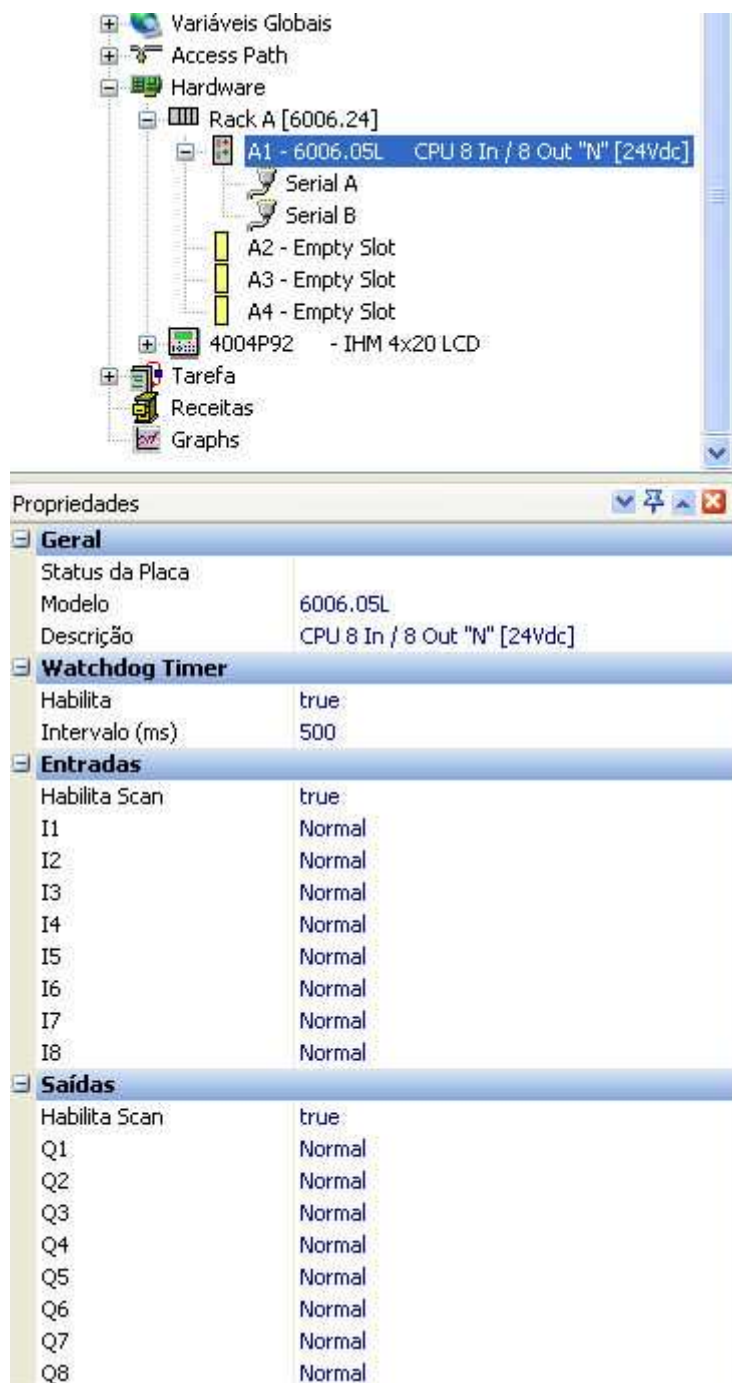 Variáveis Globais
Access Path
Hardware
Rack A [6006.24]
A1 - 6006.05L CPU 8 In / 8 Out "N" [24Vdc]
Serial A
Serial B
A2 - Empty Slot
A3 - Empty Slot
A4 - Empty Slot
4004P92 - IHM 4x20 LCD
Tarefa
Receitas
Graphs
Propriedades
Geral
Status da Placa
Modelo 6006.05L
Descrição CPU 8 In / 8 Out "N" [24Vdc]
Watchdog Timer
Habilita true
Intervalo (ms) 500
Entradas
Habilita Scan true
I1 Normal
I2 Normal
I3 Normal
I4 Normal
I5 Normal
I6 Normal
I7 Normal
I8 Normal
Saídas
Habilita Scan true
Q1 Normal
Q2 Normal
Q3 Normal
Q4 Normal
Q5 Normal
Q6 Normal
Q7 Normal
Q8 Normal